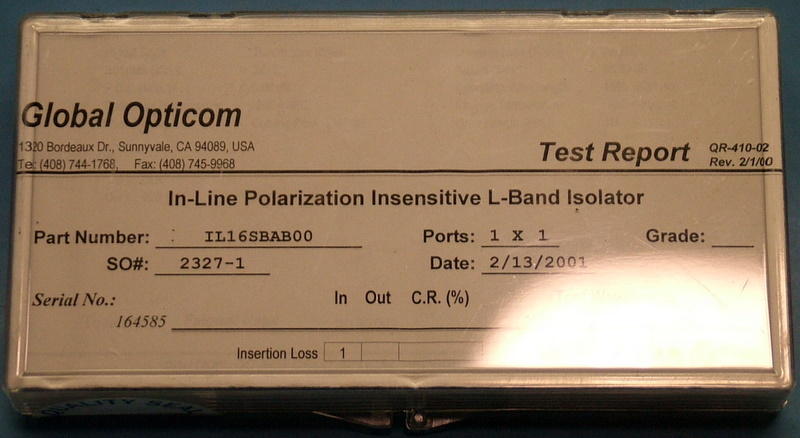 Global Opticom
1320 Bordeaux Dr., Sunnyvale, CA 94089, USA
Tel: (408) 744-1768, Fax: (408) 745-9968
Test Report
QR-410-02
Rev. 2/1/00
In-Line Polarization Insensitive L-Band Isolator
Part Number: IL16SBAB00 Ports: 1 X 1 Grade:
SO#: 2327-1 Date: 2/13/2001
Serial No.: In Out C.R. (%)
164585
Insertion Loss 1
QUALITY SEAL